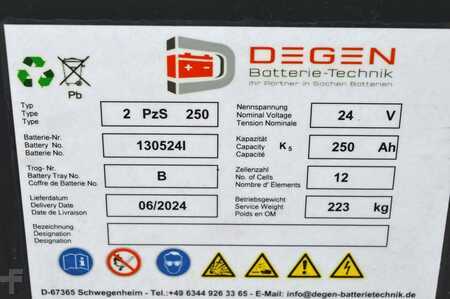 DEGEN
Batterie-Technik
Ihr Partner in Sachen Batterien
Pb
Typ
Type
Type
2 PzS 250
Nennspannung
Nominal Voltage
Tension Nominale
24 V
Batterie-Nr.
Battery No.
Batterie No.
130524I
Kapazität
Capacity
Capacité
K5
250 Ah
Trog-Nr.
Battery Tray No.
Coffre de Batterie No.
B
Zellenzahl
No. of Cells
Nombre d' Elements
12
Lieferdatum
Delivery Date
Date de Livraison
06/2024
Betriebsgewicht
Service Weight
Poids en OM
223 kg
Bezeichnung
Designation
Designation
D-67365 Schwegenheim - Tel.:+49 6344 926 33 65 - E-Mail: info@degen-batterietechnik.de